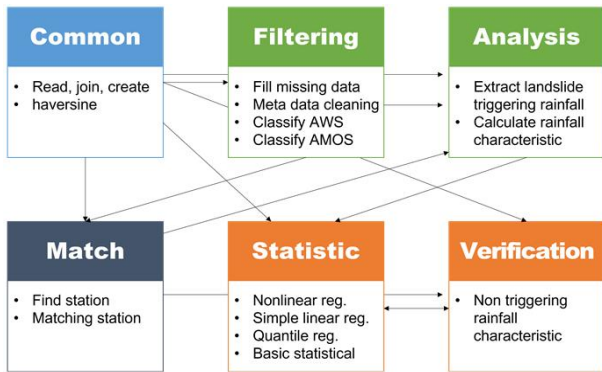 Common
• Read, join, create
• haversine
Filtering
• Fill missing data
• Meta data cleaning
• Classify AWS
• Classify AMOS
Analysis
• Extract landslide
triggering rainfall
• Calculate rainfall
characteristic
Match
• Find station
• Matching station
Statistic
• Nonlinear reg.
• Simple linear reg.
• Quantile reg.
• Basic statistical
Verification
• Non triggering
rainfall
characteristic